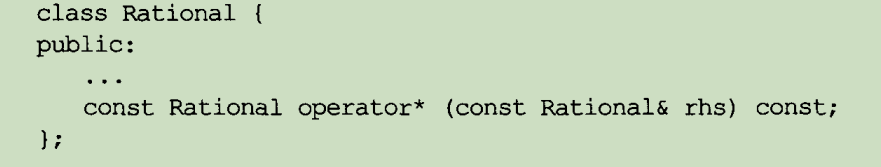 class Rational {
public:
...
const Rational operator* (const Rational& rhs) const;
};